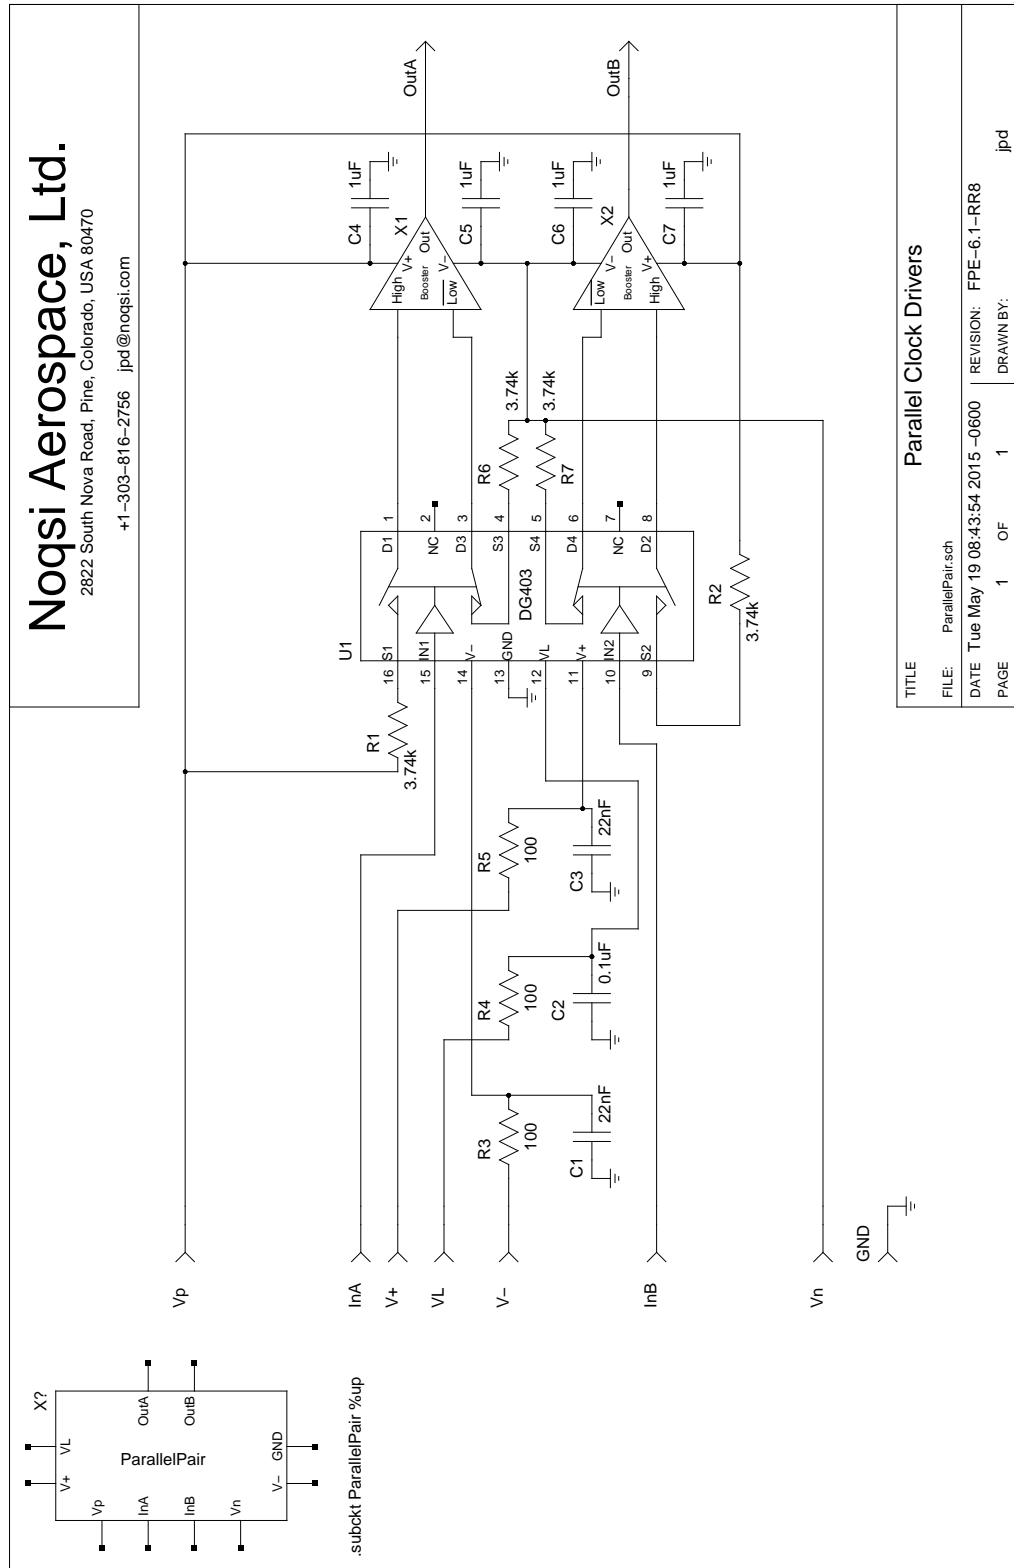 Noqsi Aerospace, Ltd.
2822 South Nova Road, Pine, Colorado, USA 80470
+1−303−816−2756 jpd@noqsi.com
X?
V+
VL
Vp
InA
InB
Vn
OutA
OutB
ParallelPair
V−
GND
.subckt ParallelPair %up
Vp
InA
V+
VL
V−
InB
Vn
GND
R3
100
C1
22nF
R4
100
C2
0.1uF
R5
100
C3
22nF
R1
3.74k
U1
DG403
16
S1
15
IN1
14
V−
13
GND
12
VL
11
V+
10
IN2
9
S2
D1
1
NC
2
D3
3
S3
4
S4
5
D4
6
NC
7
D2
8
R2
3.74k
R6
3.74k
R7
3.74k
C4
1uF
X1
High
V+
Booster
Out
Low
V−
C5
1uF
C6
1uF
X2
Low
V−
Booster
Out
High
V+
C7
1uF
OutA
OutB
TITLE
Parallel Clock Drivers
FILE: ParallelPair.sch
DATE Tue May 19 08:43:54 2015 −0600
REVISION: FPE−6.1−RR8
PAGE 1 OF 1
DRAWN BY: jpd